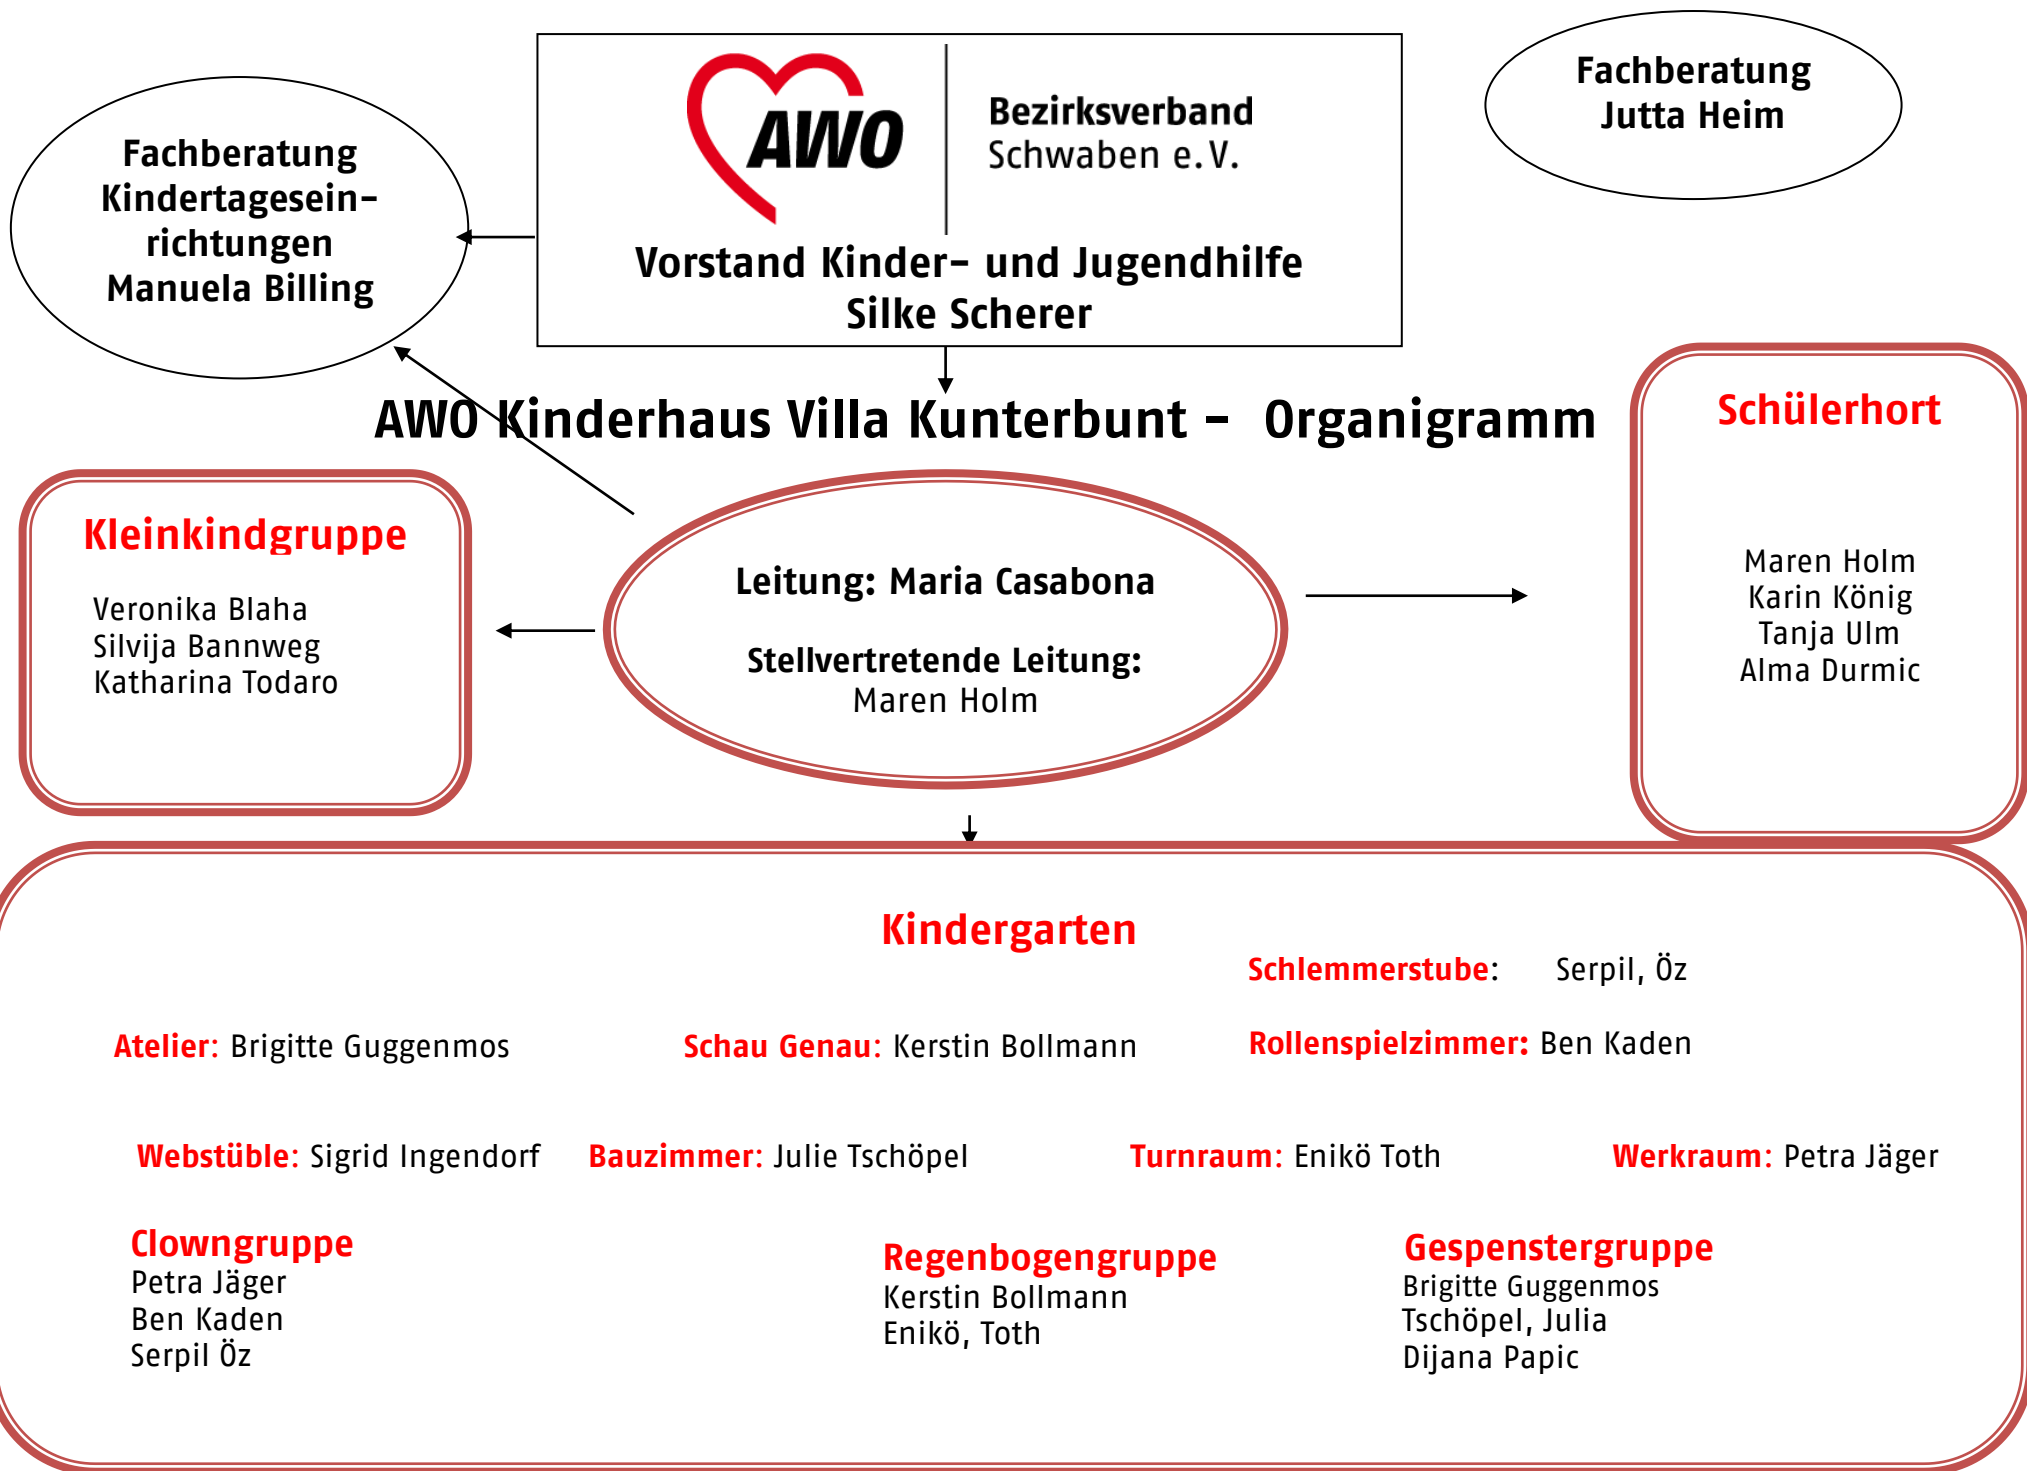 Fachberatung
Kindertagesein-
richtungen
Manuela Billing
AWO
Bezirksverband
Schwaben e.V.
Vorstand Kinder- und Jugendhilfe
Silke Scherer
Fachberatung
Jutta Heim
AWO Kinderhaus Villa Kunterbunt - Organigramm
Kleinkindgruppe
Veronika Blaha
Silvija Bannweg
Katharina Todaro
Leitung: Maria Casabona
Stellvertretende Leitung:
Maren Holm
Schülerhort
Maren Holm
Karin König
Tanja Ulm
Alma Durmic
Kindergarten
Schlemmerstube: Serpil, Öz
Atelier: Brigitte Guggenmos
Schau Genau: Kerstin Bollmann
Rollenspielzimmer: Ben Kaden
Webstüble: Sigrid Ingendorf
Bauzimmer: Julie Tschöpel
Turnraum: Enikö Toth
Werkraum: Petra Jäger
Clowngruppe
Petra Jäger
Ben Kaden
Serpil Öz
Regenbogengruppe
Kerstin Bollmann
Enikö, Toth
Gespenstergruppe
Brigitte Guggenmos
Tschöpel, Julia
Dijana Papic